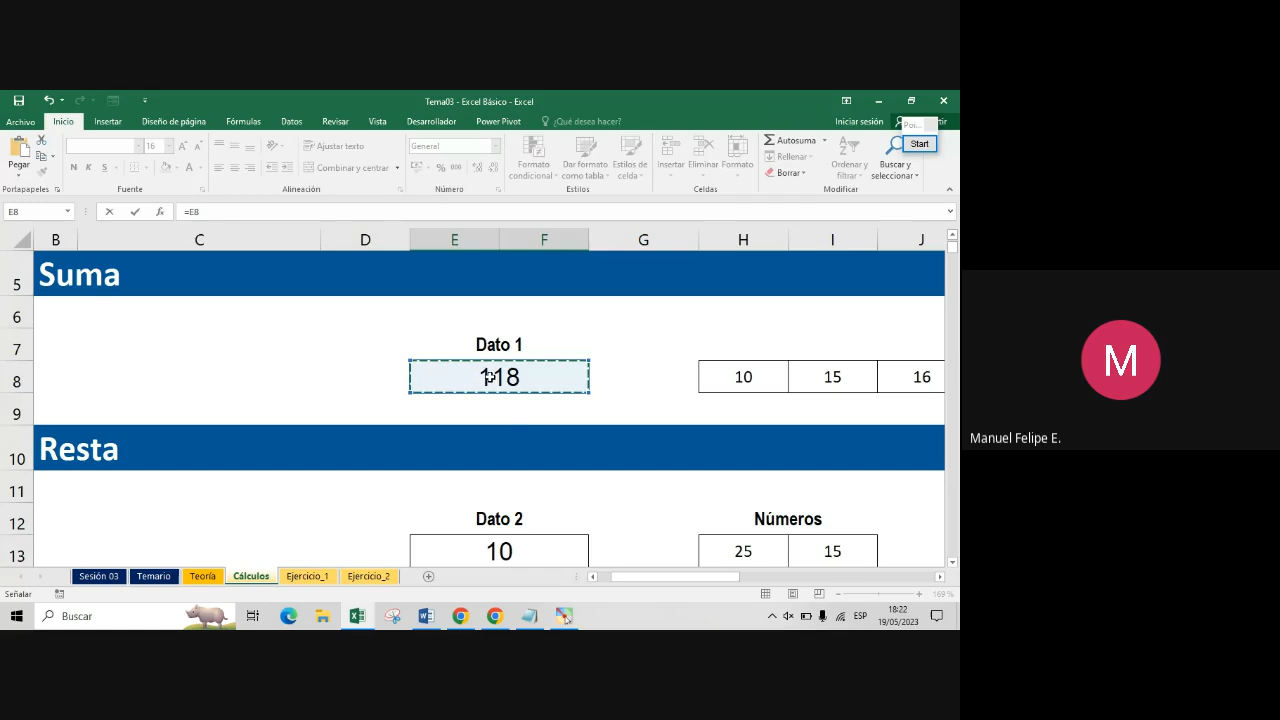 Tema03 - Excel Básico - Excel
Archivo Inicio Insertar Diseño de página Fórmulas Datos Revisar Vista Desarrollador Power Pivot ¿Qué desea hacer? Iniciar sesión
Start
Pegar
N K S
16
Ajustar texto
Combinar y centrar
General
% 000
Formato condicional
Dar formato como tabla
Estilos de celda
Insertar Eliminar Formato
Autosuma
Rellenar
Borrar
Ordenar y filtrar
Buscar y seleccionar
Portapapeles Fuente Alineación Número Estilos Celdas Modificar
E8 =E8
B C D E F G H I J
5 Suma
6
7 Dato 1
8 118 10 15 16
9
10 Resta
11
12 Dato 2 Números
13 10 25 15
Sesión 03 Temario Teoría Cálculos Ejercicio_1 Ejercicio_2
Señalar 169 %
Buscar ESP 18:22
19/05/2023
M
Manuel Felipe E.